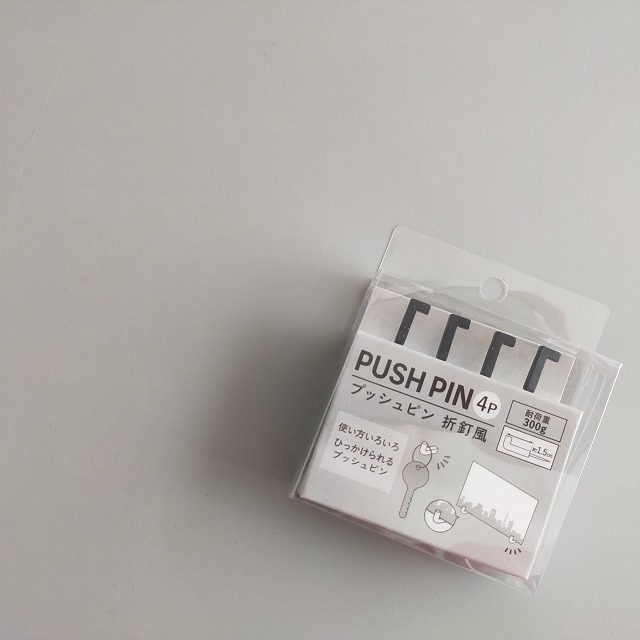 PUSH PIN 4P
プッシュピン 折釘風
耐荷重
300g
約1.5cm
使い方いろいろ
ひっかけられる
プッシュピン